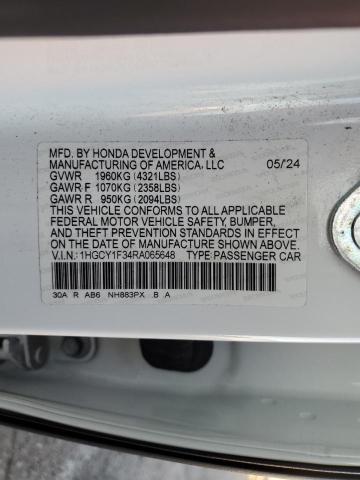 MFD. BY HONDA DEVELOPMENT &
MANUFACTURING OF AMERICA, LLC 05/24
GVWR 1960KG (4321LBS)
GAWR F 1070KG (2358LBS)
GAWR R 950KG (2094LBS)
THIS VEHICLE CONFORMS TO ALL APPLICABLE
FEDERAL MOTOR VEHICLE SAFETY, BUMPER,
AND THEFT PREVENTION STANDARDS IN EFFECT
ON THE DATE OF MANUFACTURE SHOWN ABOVE.
V.I.N.: 1HGCY1F34RA065648 TYPE: PASSENGER CAR
30A R AB6 NH883PX B A